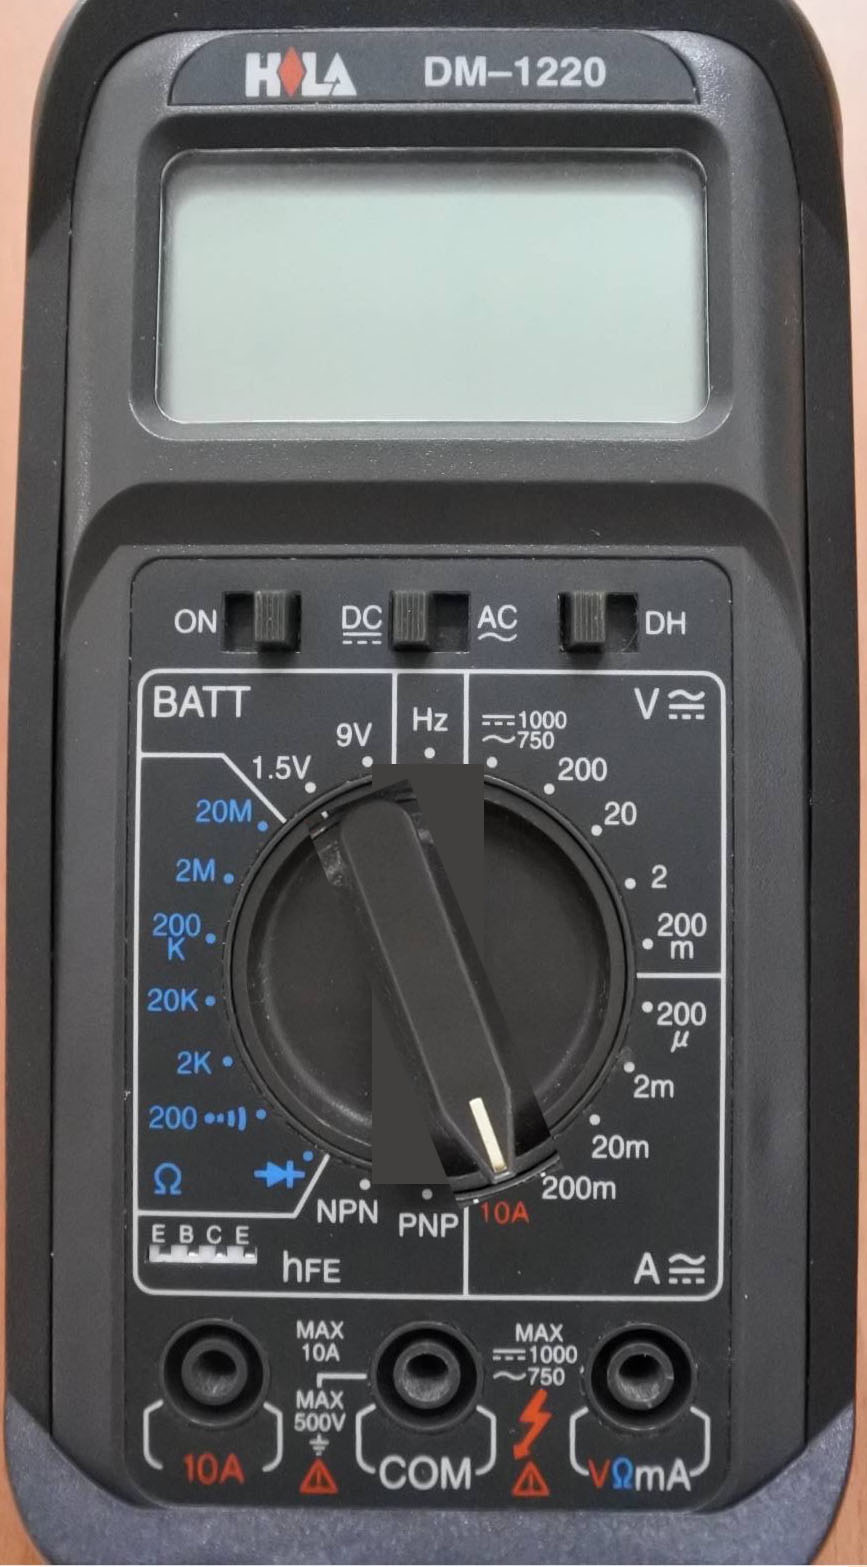 HOLA DM–1220
ON DC AC DH
BATT 9V Hz 1000 V
750
1.5V 200
20M 20
2M 2
200 200
K m
20K 200
µ
2K 2m
200 20m
Ω NPN PNP 10A 200m
E B C E
hFE A
MAX MAX
10A 1000
750
MAX
500V
10A COM VΩmA